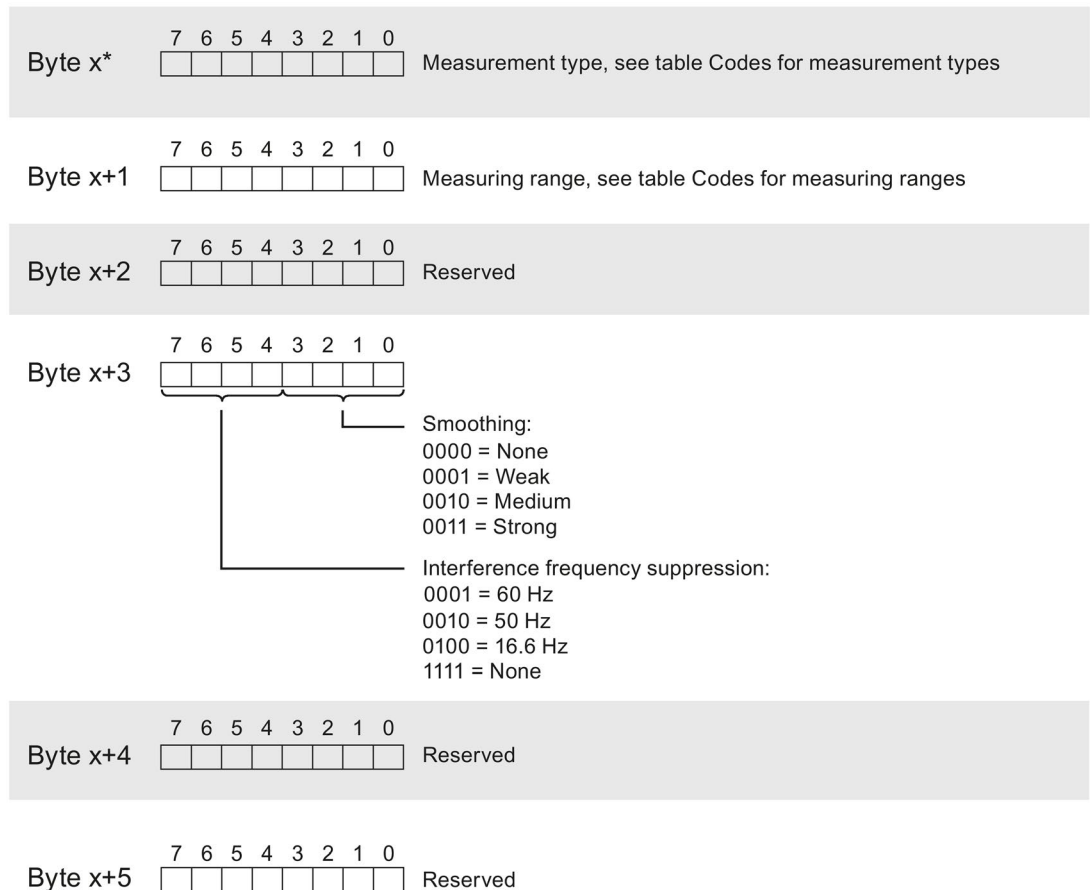 7 6 5 4 3 2 1 0
Byte x* Measurement type, see table Codes for measurement types
7 6 5 4 3 2 1 0
Byte x+1 Measuring range, see table Codes for measuring ranges
7 6 5 4 3 2 1 0
Byte x+2 Reserved
7 6 5 4 3 2 1 0
Byte x+3
Smoothing:
0000 = None
0001 = Weak
0010 = Medium
0011 = Strong
Interference frequency suppression:
0001 = 60 Hz
0010 = 50 Hz
0100 = 16.6 Hz
1111 = None
7 6 5 4 3 2 1 0
Byte x+4 Reserved
7 6 5 4 3 2 1 0
Byte x+5 Reserved